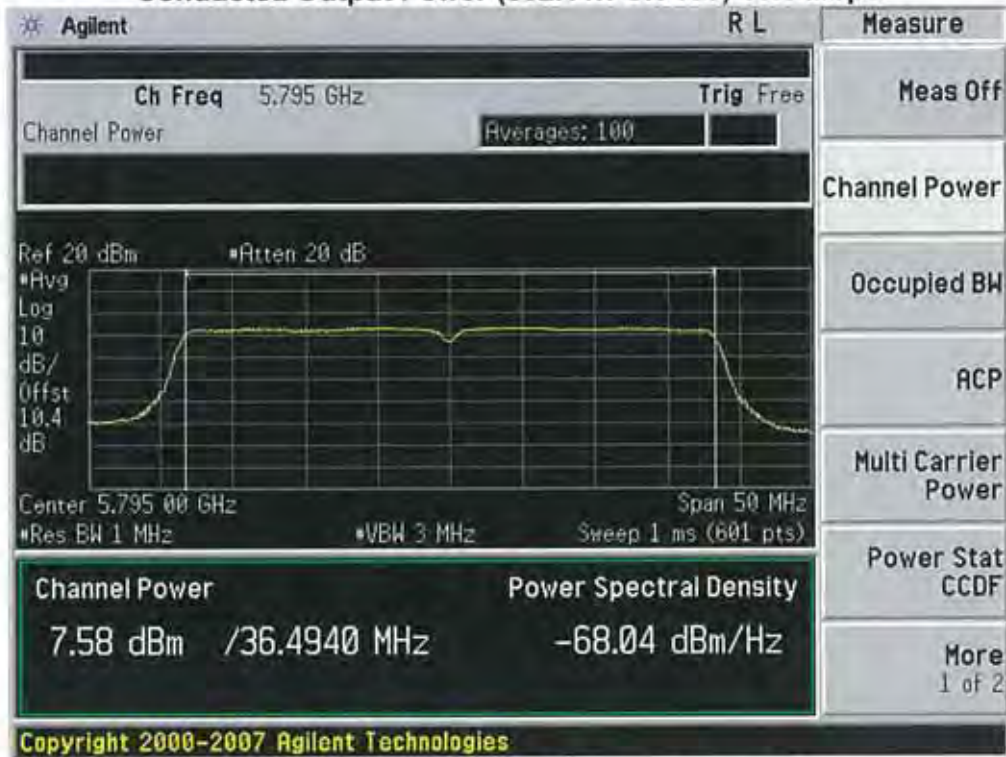 Agilent R L Measure
Ch Freq 5.795 GHz Trig Free
Channel Power Averages: 100
Meas Off
Channel Power
Occupied BW
ACP
Multi Carrier
Power
Power Stat
CCDF
More
1 of 2
Ref 20 dBm #Atten 20 dB
#Avg
Log
10
dB/
Offst
10.4
dB
Center 5.795 00 GHz Span 50 MHz
#Res BW 1 MHz #VBW 3 MHz Sweep 1 ms (601 pts)
Channel Power Power Spectral Density
7.58 dBm /36.4940 MHz -68.04 dBm/Hz
Copyright 2000-2007 Agilent Technologies